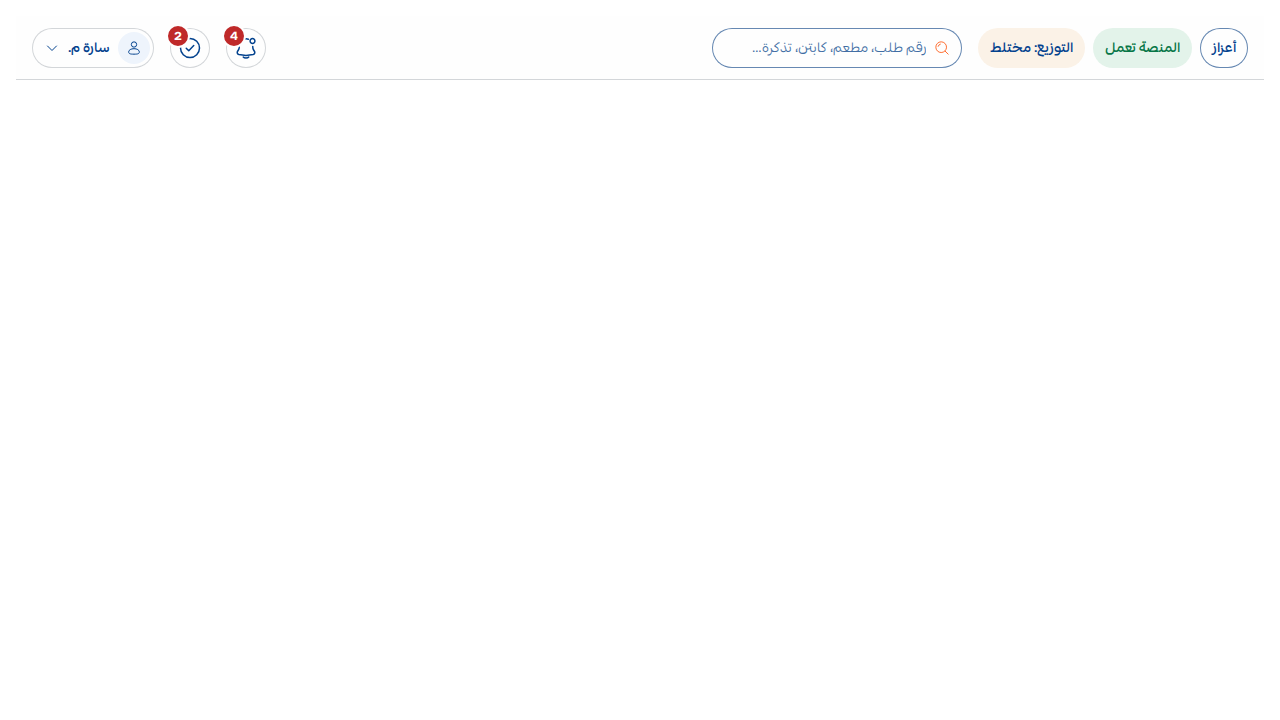 أعزاز
المنصة تعمل
التوزيع: مختلط
رقم طلب، مطعم، كابتن، تذكرة...
4
2
سارة م.